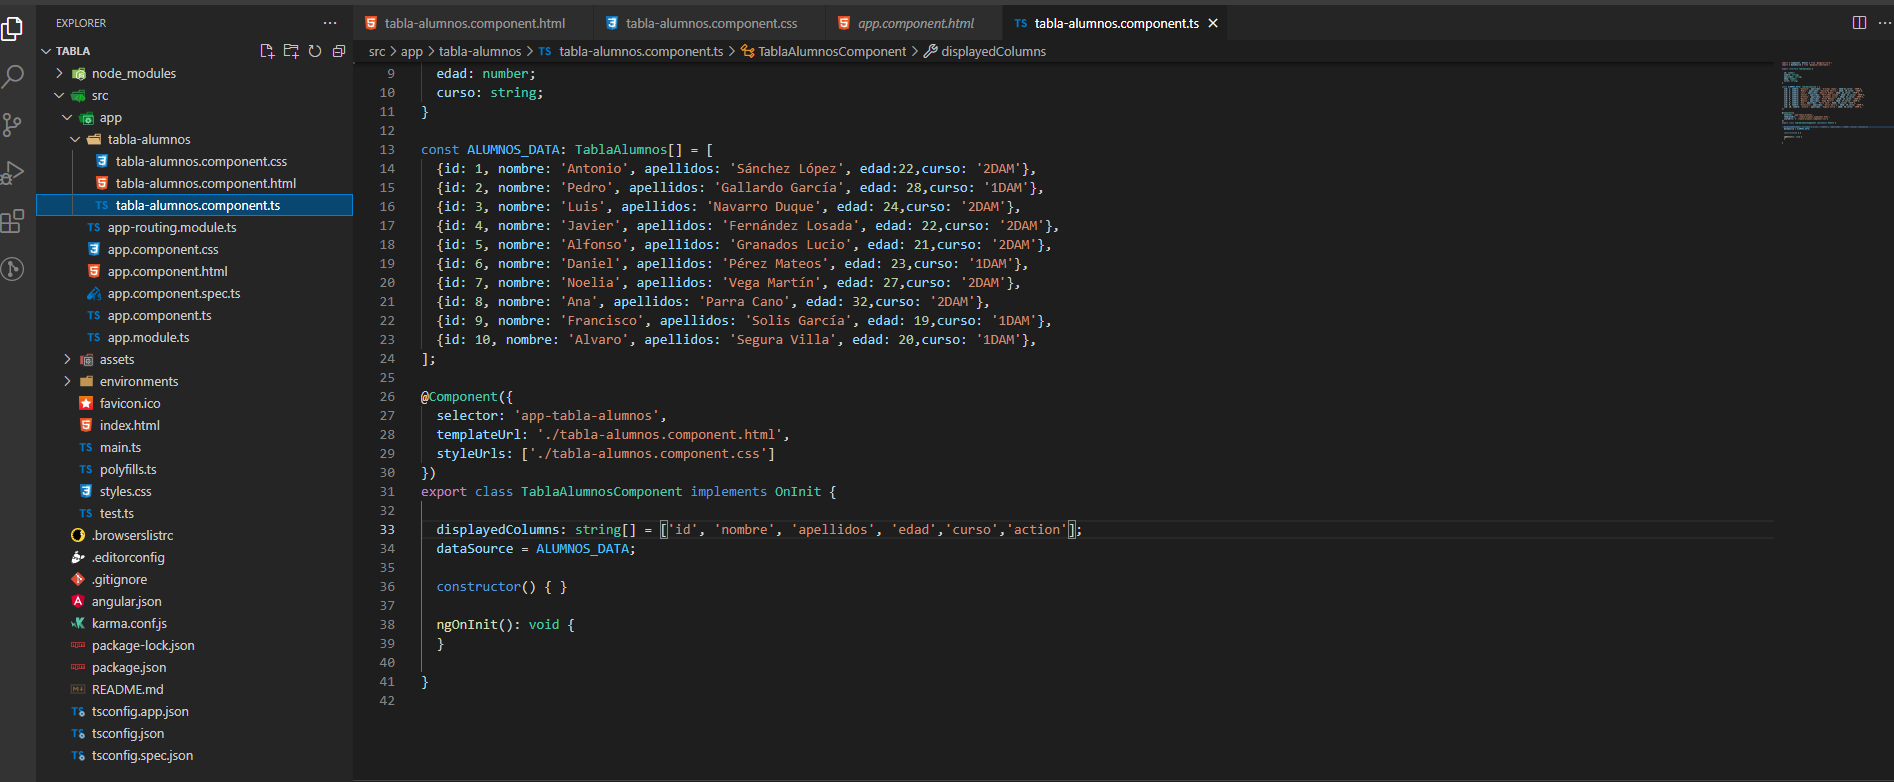 EXPLORER
TABLA
node_modules
src
app
tabla-alumnos
tabla-alumnos.component.css
tabla-alumnos.component.html
TS tabla-alumnos.component.ts
TS app-routing.module.ts
app.component.css
app.component.html
app.component.spec.ts
TS app.component.ts
TS app.module.ts
assets
environments
favicon.ico
index.html
TS main.ts
TS polyfills.ts
styles.css
TS test.ts
.browserslistrc
.editorconfig
.gitignore
angular.json
karma.conf.js
package-lock.json
package.json
README.md
TS tsconfig.app.json
TS tsconfig.json
TS tsconfig.spec.json
tabla-alumnos.component.html
tabla-alumnos.component.css
app.component.html
TS tabla-alumnos.component.ts
src > app > tabla-alumnos > TS tabla-alumnos.component.ts > TablaAlumnosComponent > displayedColumns
9 edad: number;
10 curso: string;
11 }
12
13 const ALUMNOS_DATA: TablaAlumnos[] = [
14 {id: 1, nombre: 'Antonio', apellidos: 'Sánchez López', edad:22,curso: '2DAM'},
15 {id: 2, nombre: 'Pedro', apellidos: 'Gallardo García', edad: 28,curso: '1DAM'},
16 {id: 3, nombre: 'Luis', apellidos: 'Navarro Duque', edad: 24,curso: '2DAM'},
17 {id: 4, nombre: 'Javier', apellidos: 'Fernández Losada', edad: 22,curso: '2DAM'},
18 {id: 5, nombre: 'Alfonso', apellidos: 'Granados Lucio', edad: 21,curso: '2DAM'},
19 {id: 6, nombre: 'Daniel', apellidos: 'Pérez Mateos', edad: 23,curso: '1DAM'},
20 {id: 7, nombre: 'Noelia', apellidos: 'Vega Martín', edad: 27,curso: '2DAM'},
21 {id: 8, nombre: 'Ana', apellidos: 'Parra Cano', edad: 32,curso: '2DAM'},
22 {id: 9, nombre: 'Francisco', apellidos: 'Solis García', edad: 19,curso: '1DAM'},
23 {id: 10, nombre: 'Alvaro', apellidos: 'Segura Villa', edad: 20,curso: '1DAM'},
24 ];
25
26 @Component({
27 selector: 'app-tabla-alumnos',
28 templateUrl: './tabla-alumnos.component.html',
29 styleUrls: ['./tabla-alumnos.component.css']
30 })
31 export class TablaAlumnosComponent implements OnInit {
32
33 displayedColumns: string[] = ['id', 'nombre', 'apellidos', 'edad','curso','action'];
34 dataSource = ALUMNOS_DATA;
35
36 constructor() { }
37
38 ngOnInit(): void {
39 }
40
41 }
42